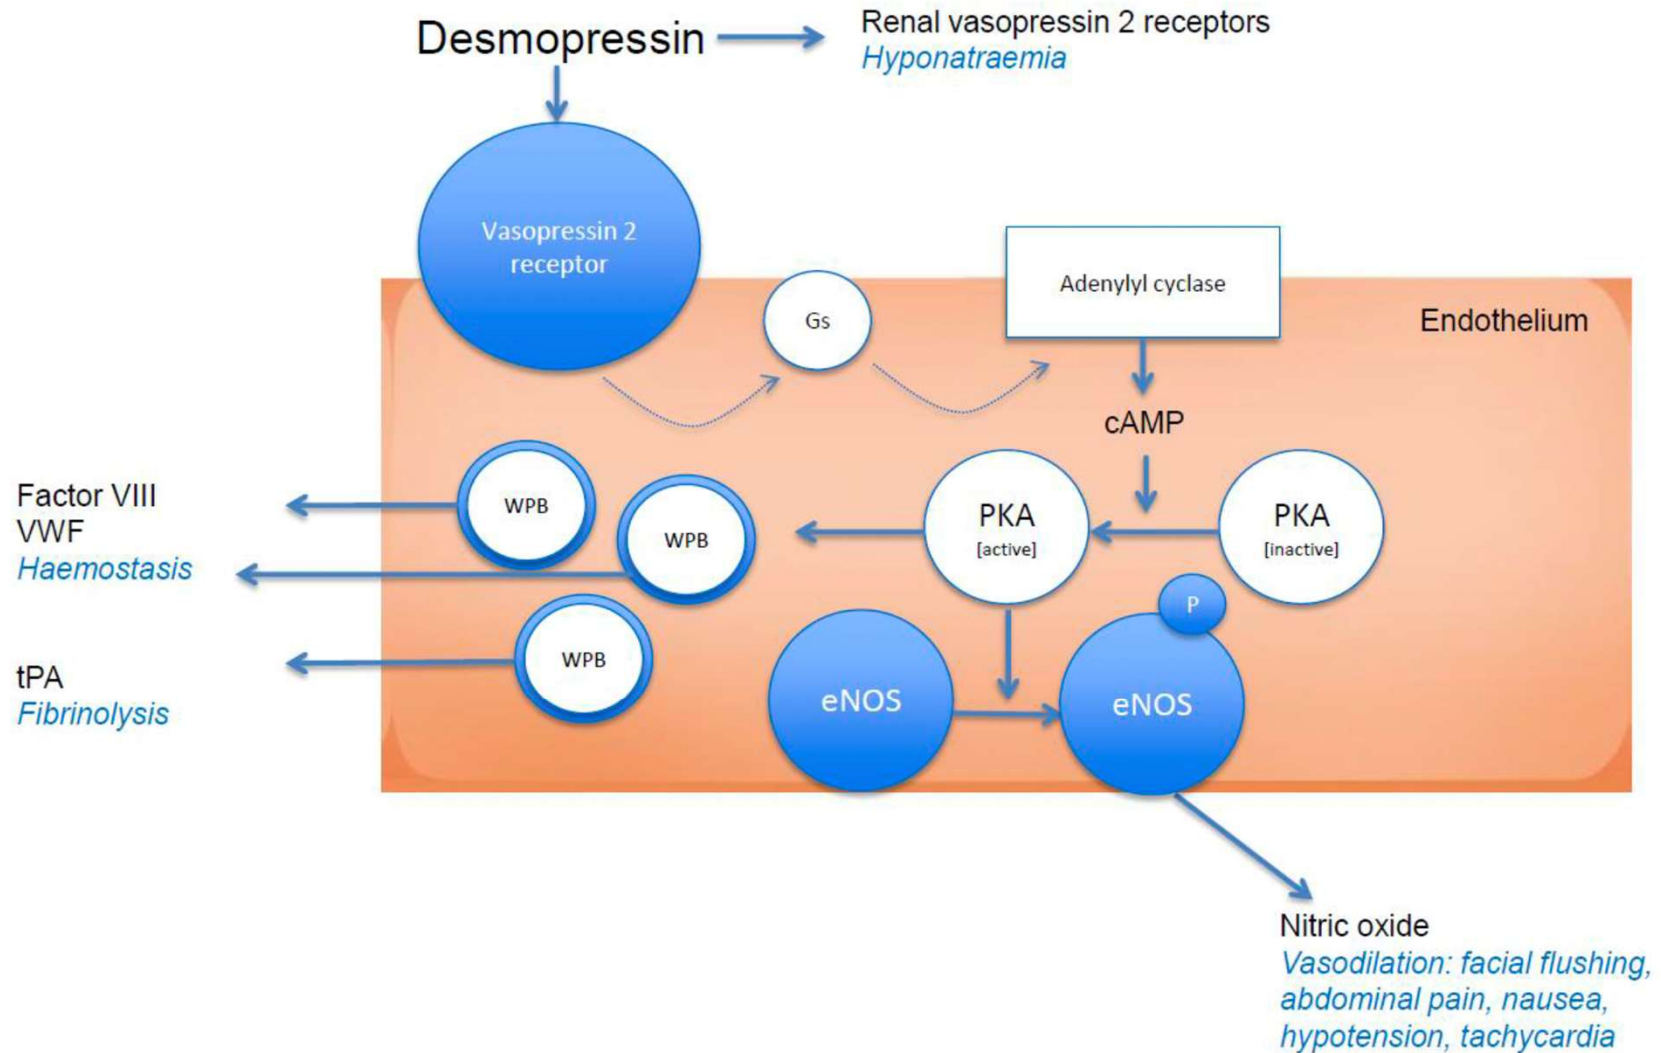 Desmopressin
Renal vasopressin 2 receptors
Hyponatraemia
Vasopressin 2
receptor
Gs
Adenylyl cyclase
Endothelium
cAMP
Factor VIII
VWF
Haemostasis
WPB
WPB
PKA
[active]
PKA
[inactive]
P
tPA
Fibrinolysis
WPB
eNOS
eNOS
Nitric oxide
Vasodilation: facial flushing,
abdominal pain, nausea,
hypotension, tachycardia